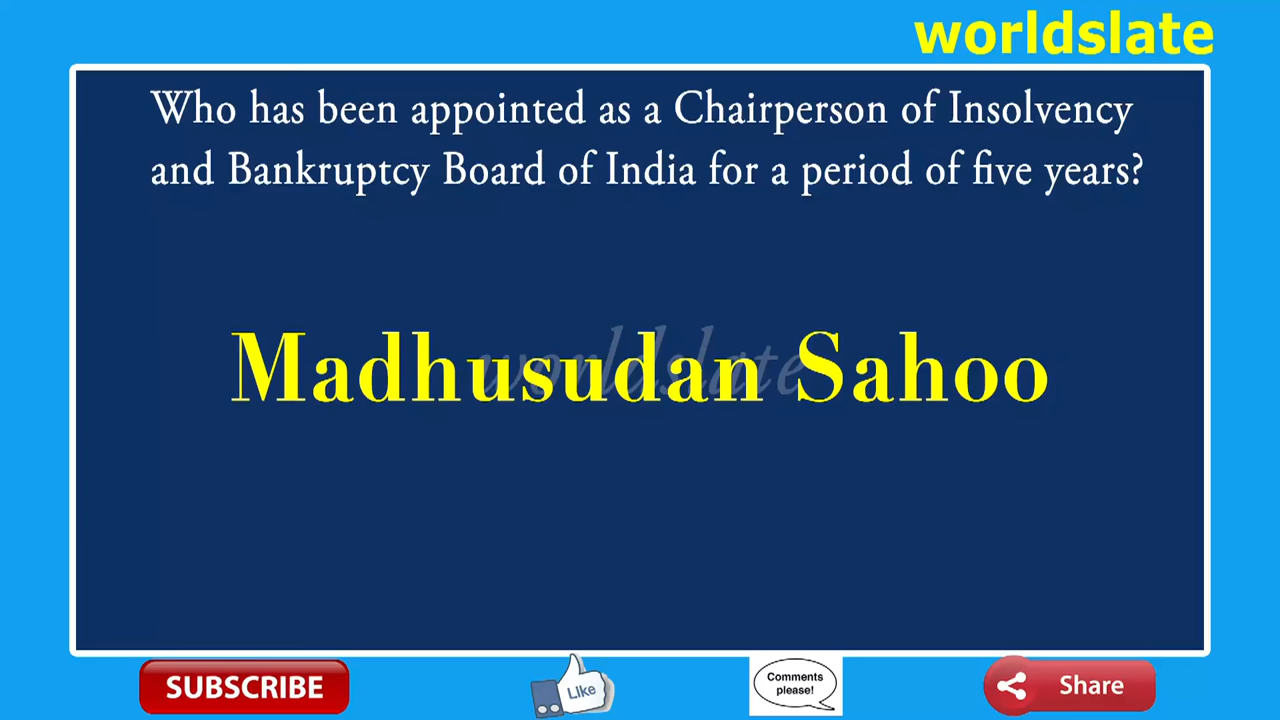 worldslate
Who has been appointed as a Chairperson of Insolvency
and Bankruptcy Board of India for a period of five years?
worldslate
Madhusudan Sahoo
SUBSCRIBE
Like
Comments
please!
Share